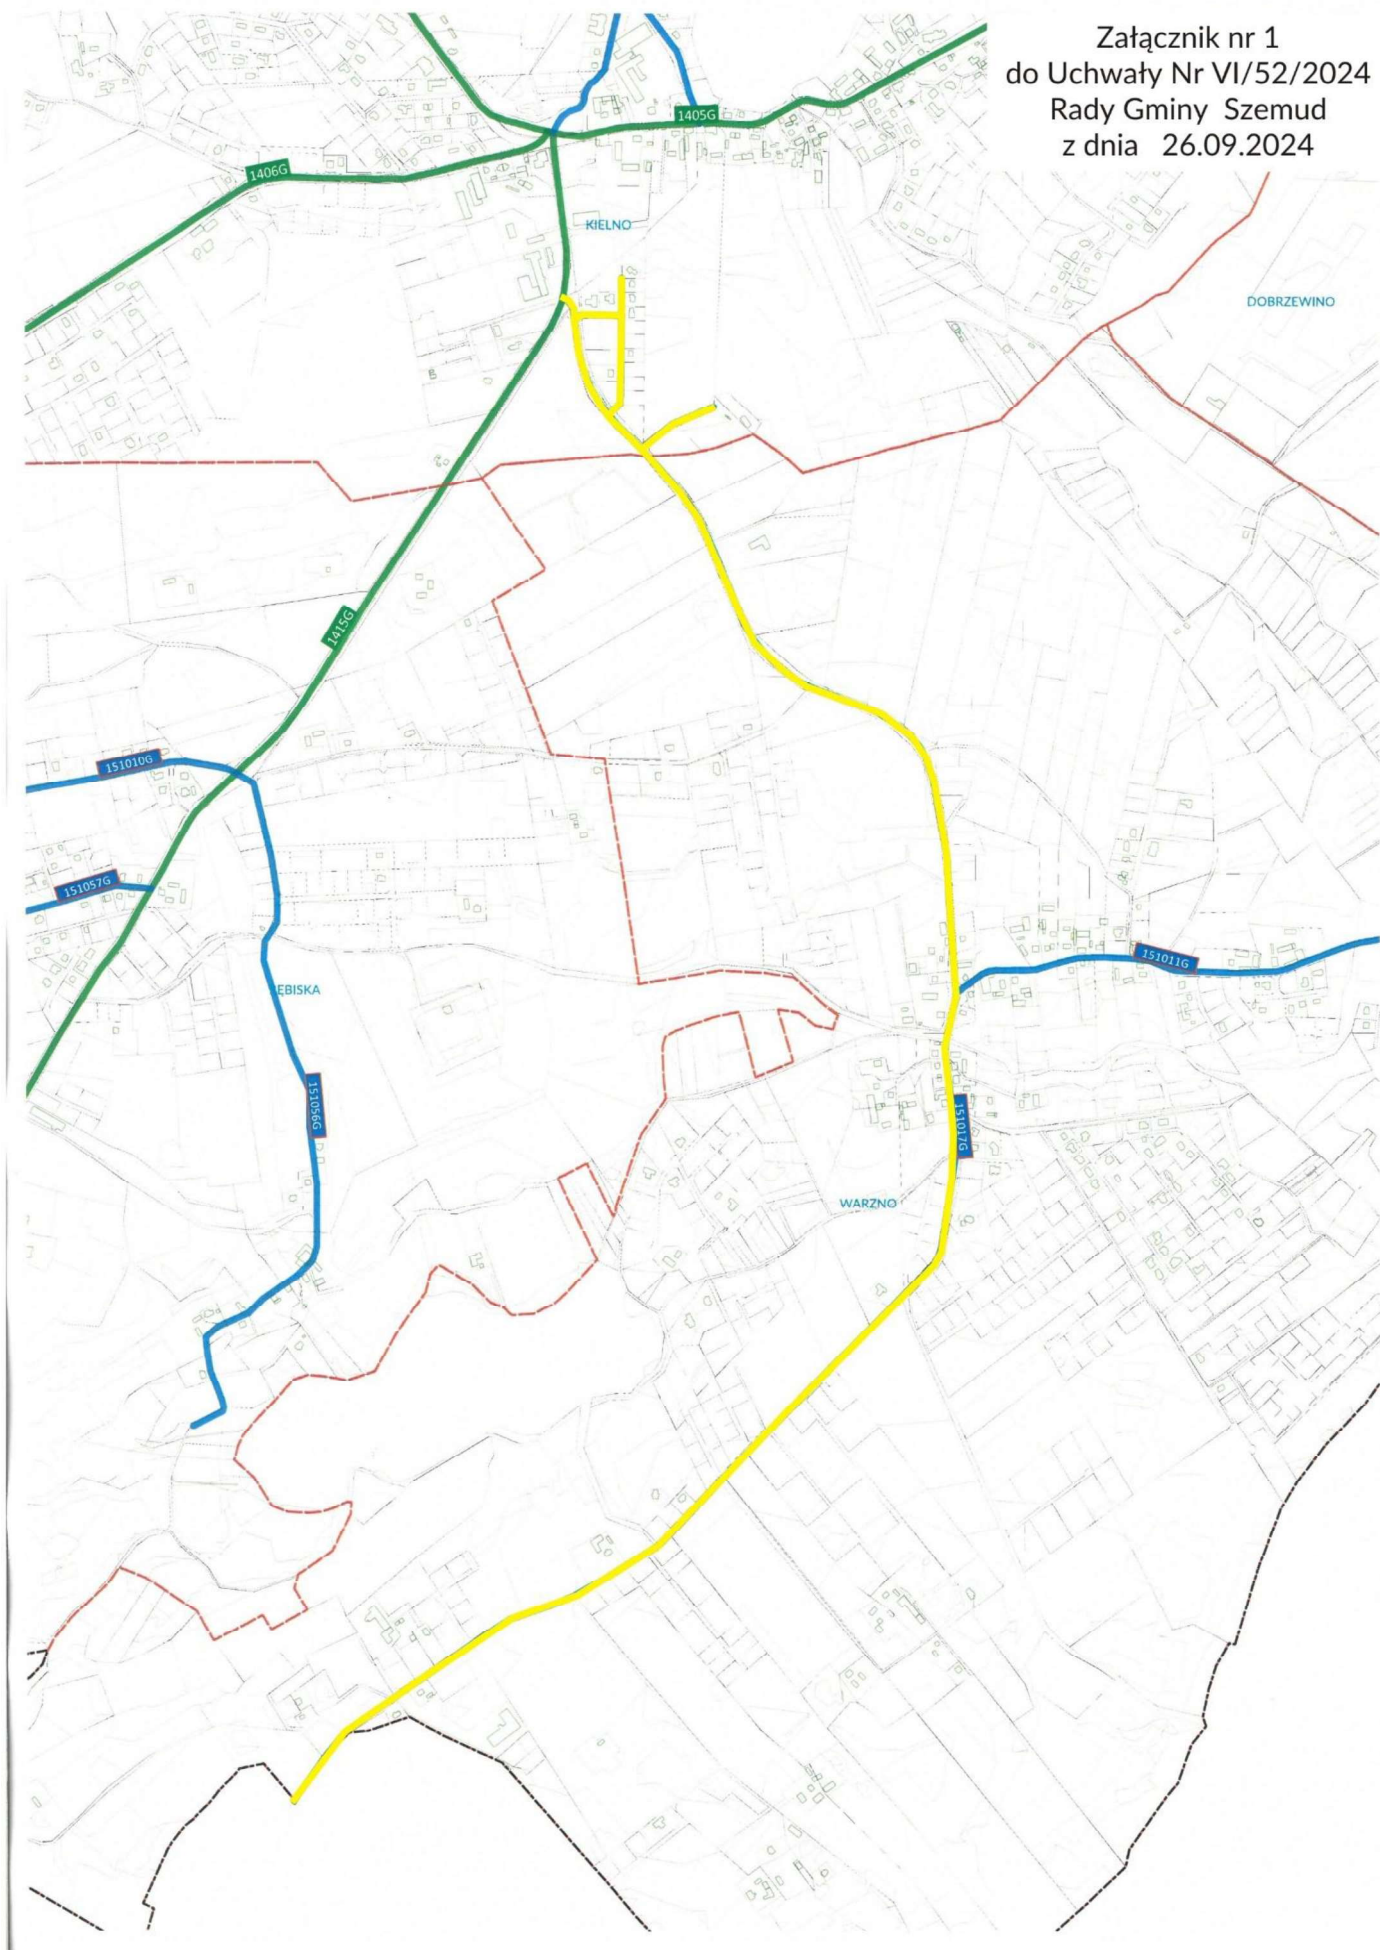 Załącznik nr 1
do Uchwały Nr VI/52/2024
Rady Gminy Szemud
z dnia 26.09.2024
1405G
1406G
KIELNO
DOBRZEWINO
1415G
151010G
151057G
151011G
ĘBISKA
151056G
151017G
WARZNO